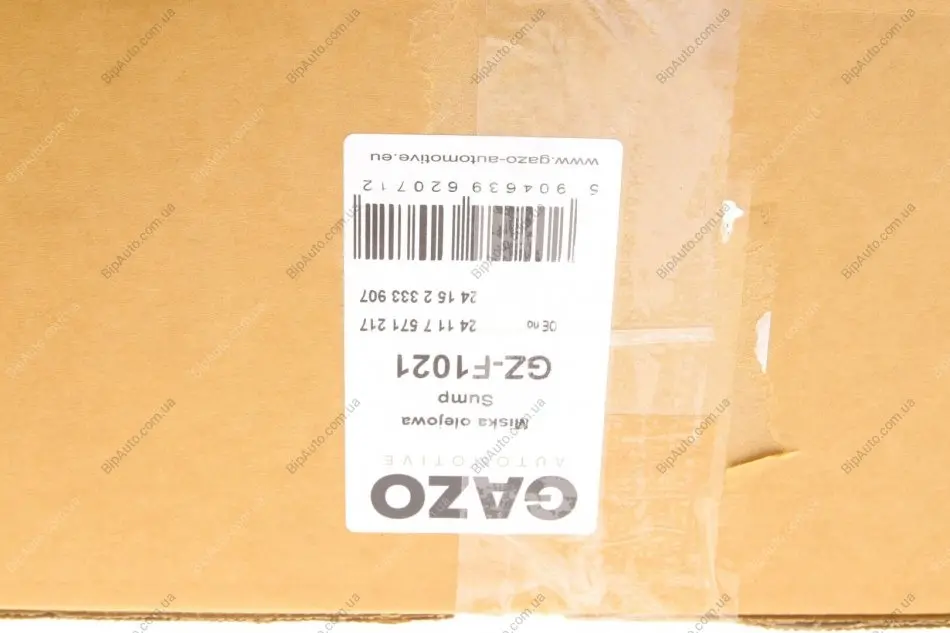 GAZO
AUTOMOTIVE
Miska olejowa
Sump
GZ-F1021
OE no 24 11 7 571 217
24 15 2 333 907
5 904639 620712
www.gazo-automotive.eu
BipAuto.com.ua